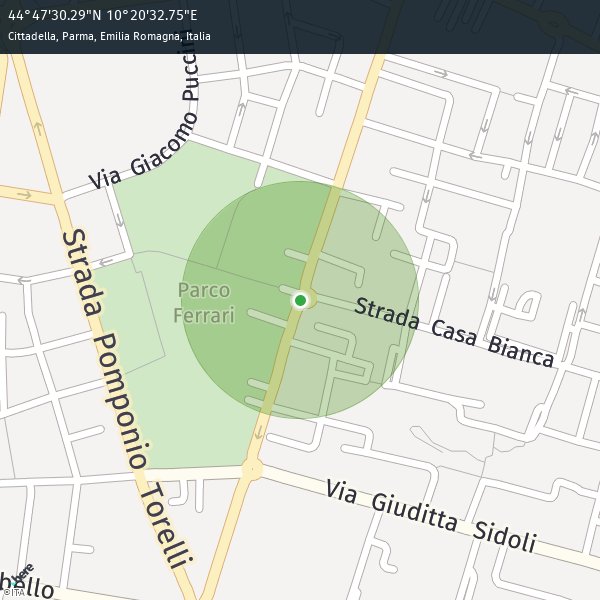 44°47'30.29"N 10°20'32.75"E
Cittadella, Parma, Emilia Romagna, Italia
Via Giacomo Puccini
Strada Pomponio Torelli
Parco
Ferrari
Strada Casa Bianca
Via Giuditta Sidoli
bello
here
© ITA